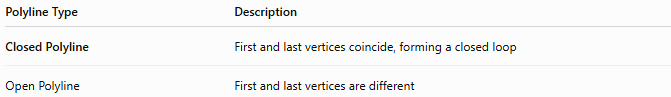 Polyline Type Description
Closed Polyline First and last vertices coincide, forming a closed loop
Open Polyline First and last vertices are different